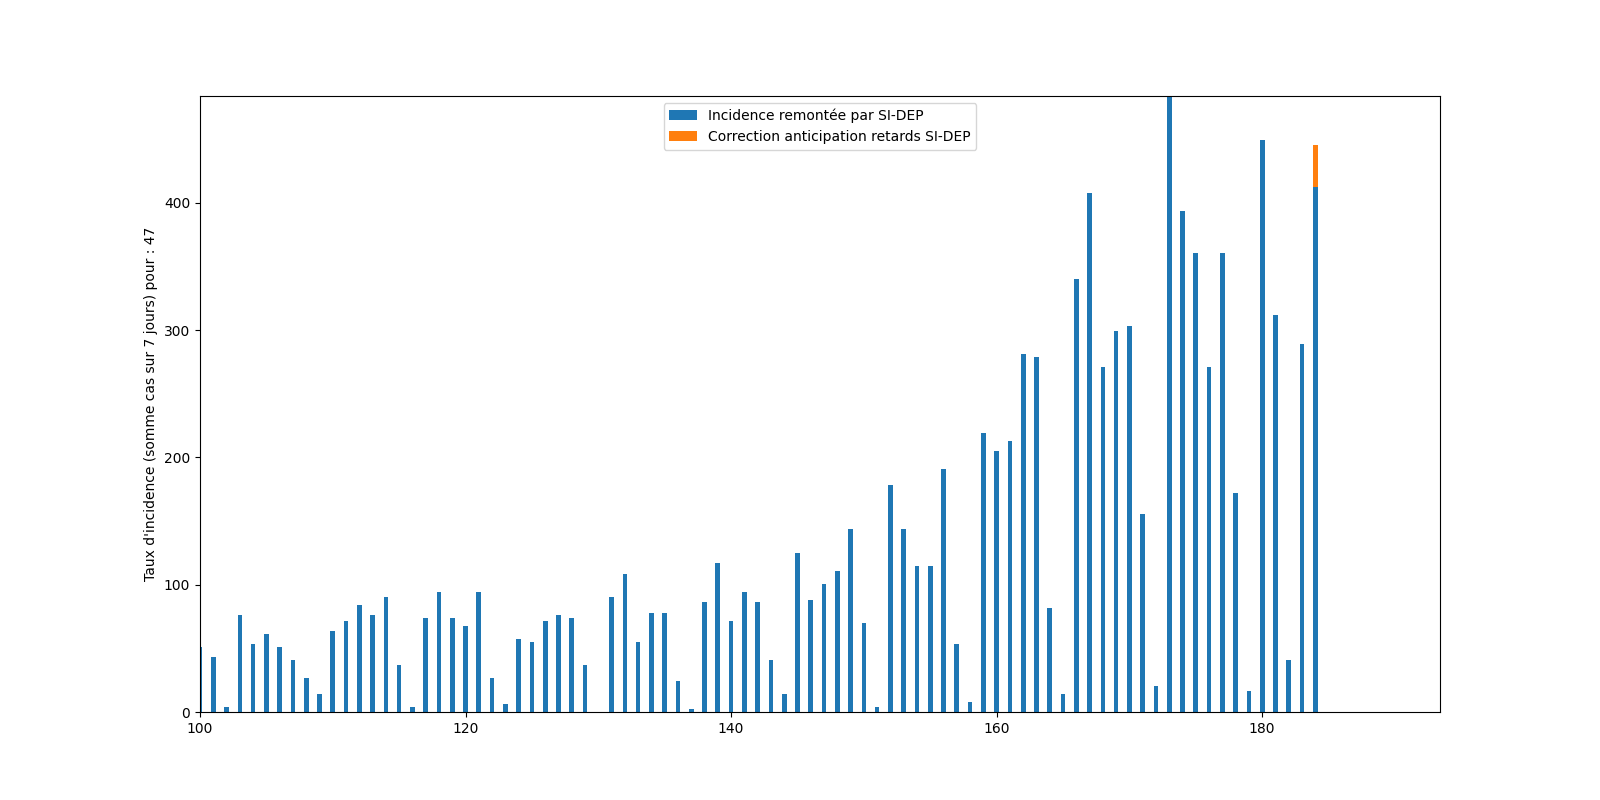 Incidence remontée par SI-DEP
Correction anticipation retards SI-DEP
Taux d'incidence (somme cas sur 7 jours) pour : 47
400
300
200
100
0
100 120 140 160 180